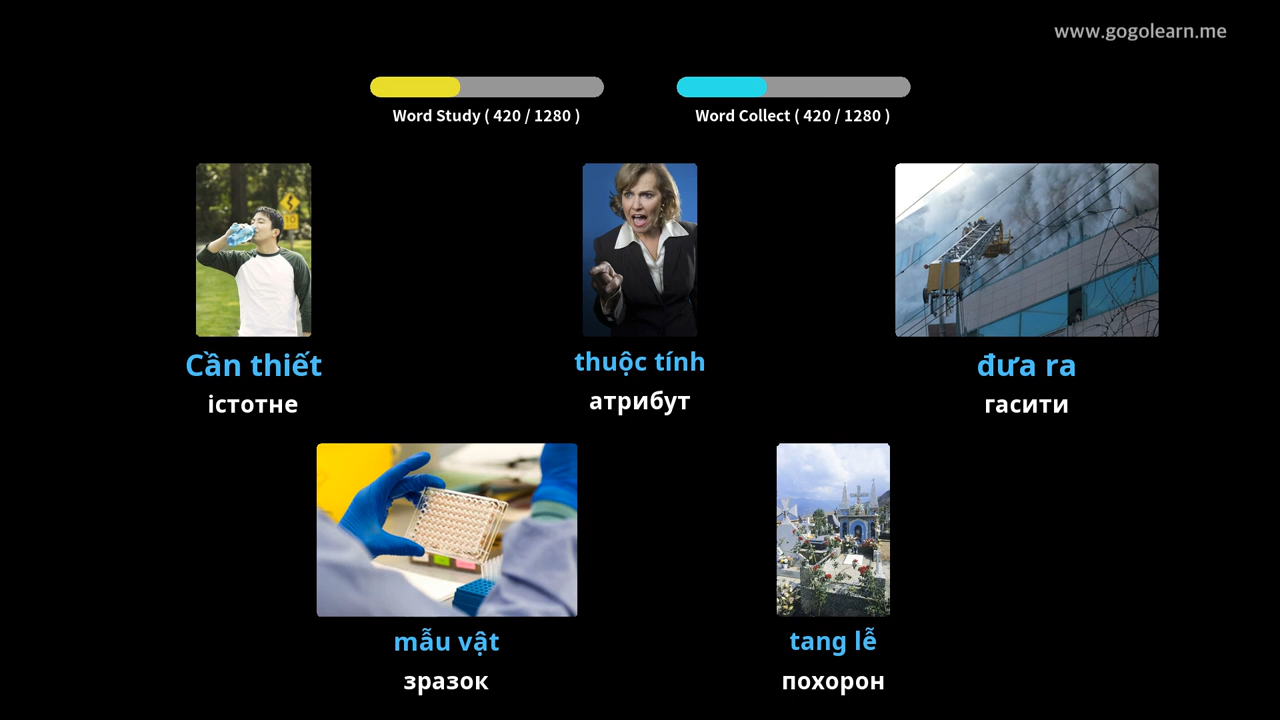 www.gogolearn.me
Word Study ( 420 / 1280 )
Word Collect ( 420 / 1280 )
Cần thiết
істотне
thuộc tính
атрибут
đưa ra
гасити
mẫu vật
зразок
tang lễ
похорон